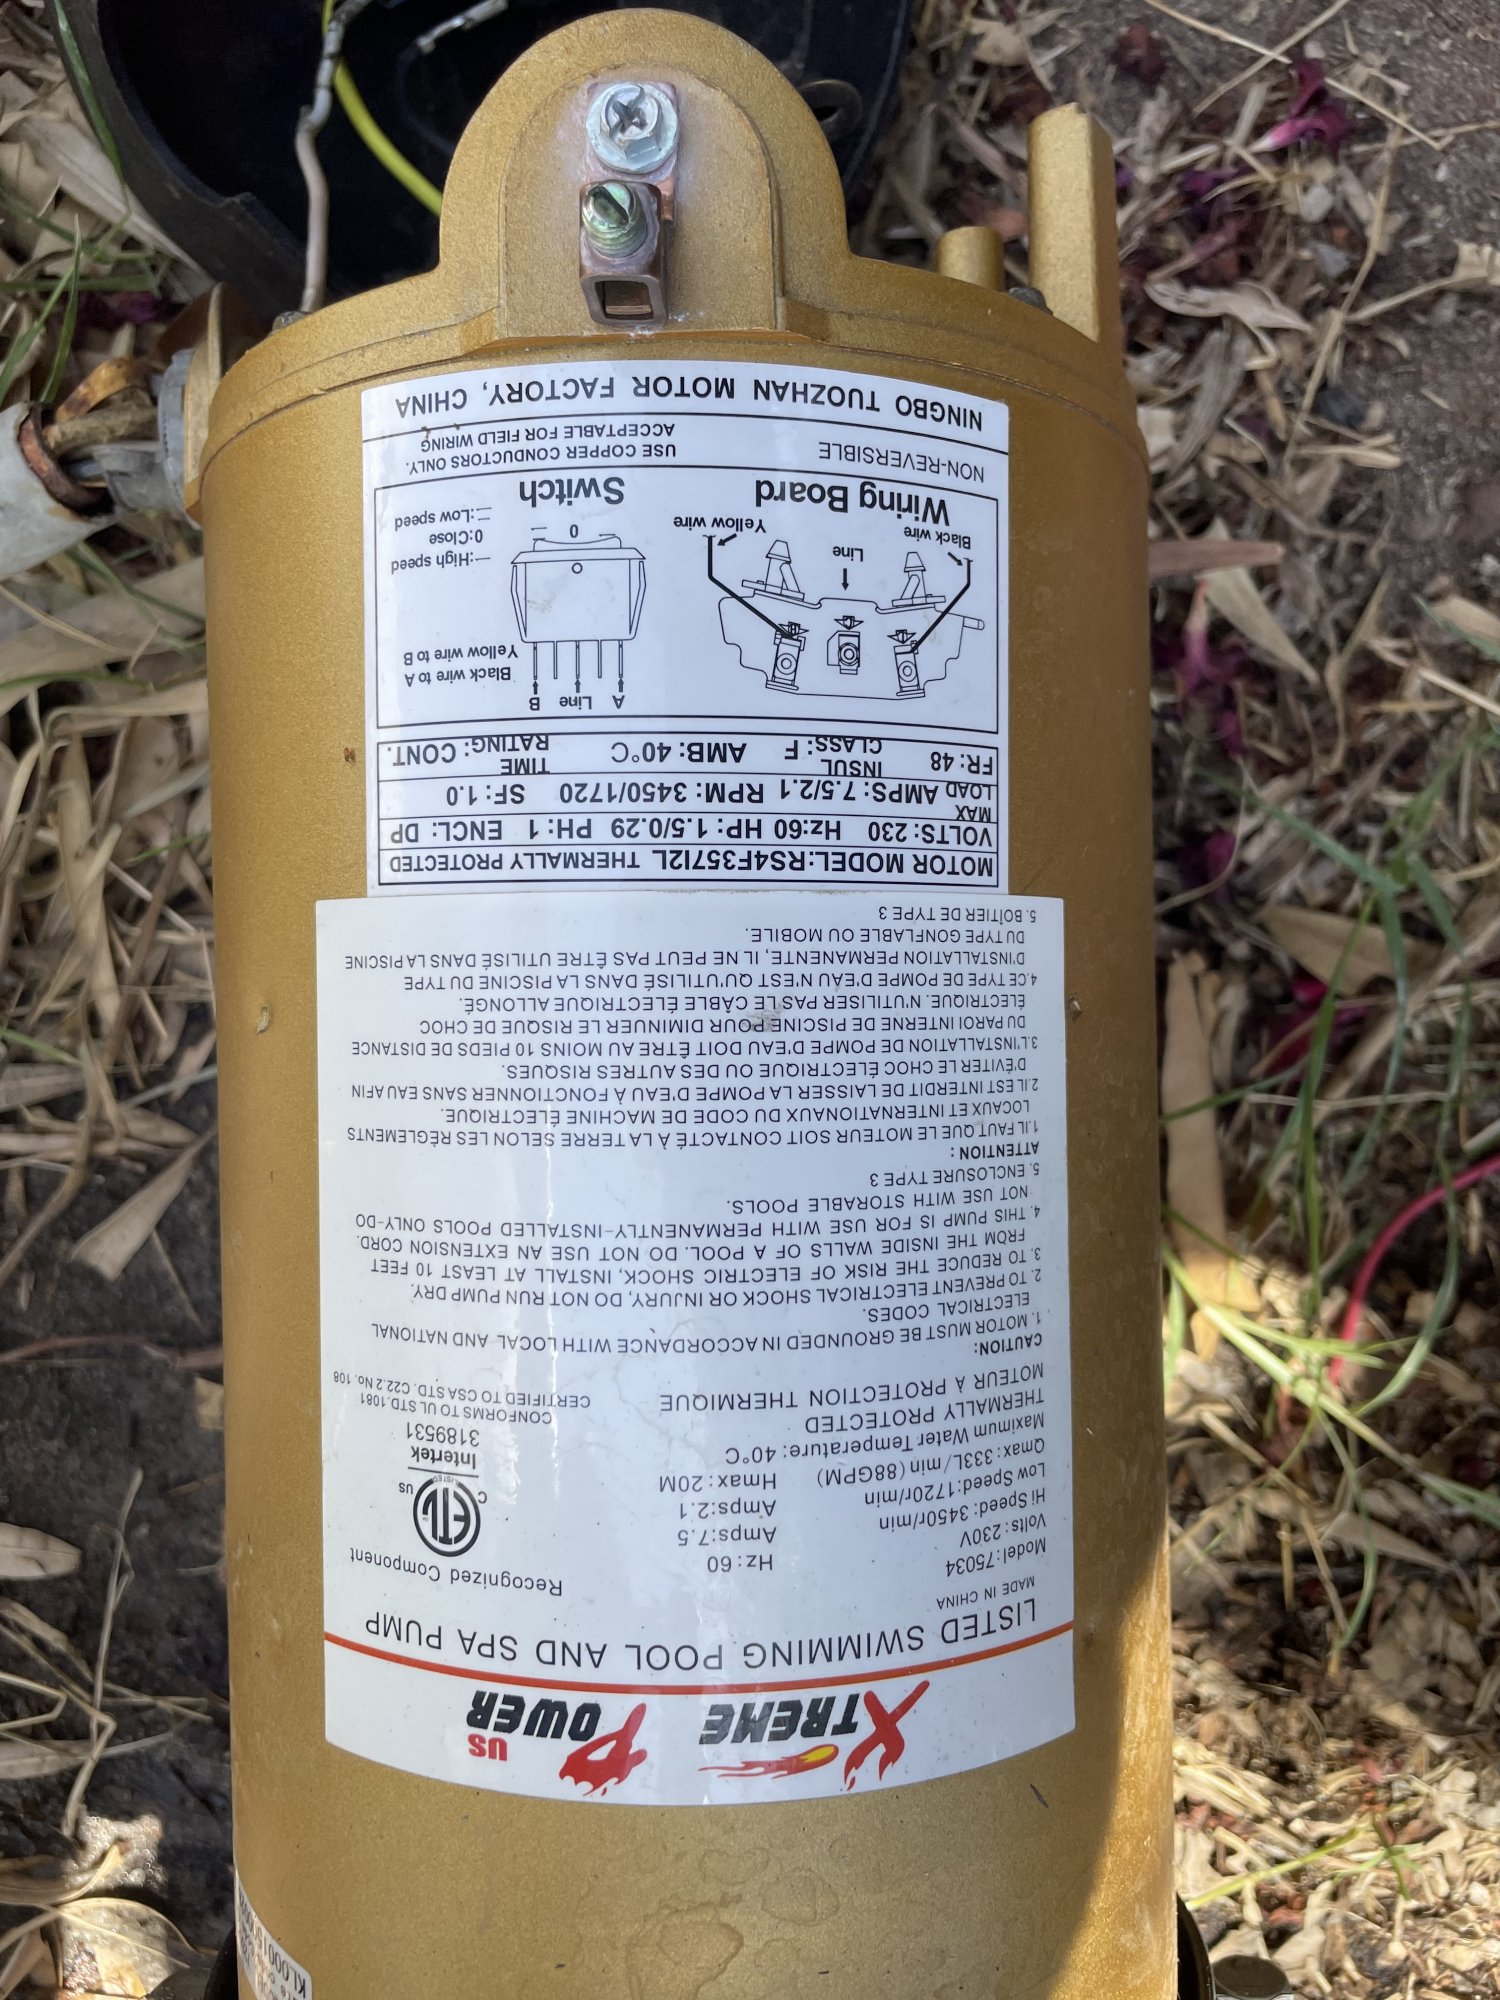 XTREME POWER US
LISTED SWIMMING POOL AND SPA PUMP
MADE IN CHINA
Model:75034
Volts: 230V Hz: 60
Hi Speed: 3450r/min Amps:7.5
Low Speed:1720r/min Amps:2.1
Qmax: 333L/min (88GPM) Hmax: 20M
Maximum Water Temperature: 40°C
THERMALLY PROTECTED
MOTEUR À PROTECTION THERMIQUE
Recognized Component
ETL
LISTED
C US
Intertek
3189531
CONFORMS TO UL STD.1081
CERTIFIED TO CSA STD. C22.2 No. 108
CAUTION:
1. MOTOR MUST BE GROUNDED IN ACCORDANCE WITH LOCAL AND NATIONAL
ELECTRICAL CODES.
2. TO PREVENT ELECTRICAL SHOCK OR INJURY, DO NOT RUN PUMP DRY.
3. TO REDUCE THE RISK OF ELECTRIC SHOCK, INSTALL AT LEAST 10 FEET
FROM THE INSIDE WALLS OF A POOL. DO NOT USE AN EXTENSION CORD.
4. THIS PUMP IS FOR USE WITH PERMANENTLY-INSTALLED POOLS ONLY-DO
NOT USE WITH STORABLE POOLS.
5. ENCLOSURE TYPE 3
ATTENTION :
1.IL FAUT QUE LE MOTEUR SOIT CONTACTÉ À LA TERRE SELON LES RÉGLEMENTS
LOCAUX ET INTERNATIONAUX DU CODE DE MACHINE ÉLECTRIQUE.
2.IL EST INTERDIT DE LAISSER LA POMPE D'EAU À FONCTIONNER SANS EAU AFIN
D'ÉVITER LE CHOC ÉLECTRIQUE OU DES AUTRES RISQUES.
3.L'INSTALLATION DE POMPE D'EAU DOIT ÊTRE AU MOINS 10 PIEDS DE DISTANCE
DU PAROI INTERNE DE PISCINE POUR DIMINUER LE RISQUE DE CHOC
ÉLECTRIQUE. N'UTILISER PAS LE CÂBLE ÉLECTRIQUE ALLONGÉ.
4.CE TYPE DE POMPE D'EAU N'EST QU'UTILISÉ DANS LA PISCINE DU TYPE
D'INSTALLATION PERMANENTE, IL NE PEUT PAS ÊTRE UTILISÉ DANS LA PISCINE
DU TYPE GONFLABLE OU MOBILE.
5. BOÎTIER DE TYPE 3
MOTOR MODEL:RS4F357I2L THERMALLY PROTECTED
VOLTS: 230 Hz:60 HP: 1.5/0.29 PH: 1 ENCL: DP
MAX LOAD AMPS: 7.5/2.1 RPM: 3450/1720 SF: 1.0
FR: 48 INSUL CLASS: F AMB: 40°C TIME RATING: CONT.
A Line B
Black wire to A
Yellow wire to B
Black wire
Line
Yellow wire
—:High speed
0:Close
=:Low speed
0
— =
Wiring Board
Switch
NON-REVERSIBLE
USE COPPER CONDUCTORS ONLY.
ACCEPTABLE FOR FIELD WIRING
NINGBO TUOZHAN MOTOR FACTORY, CHINA